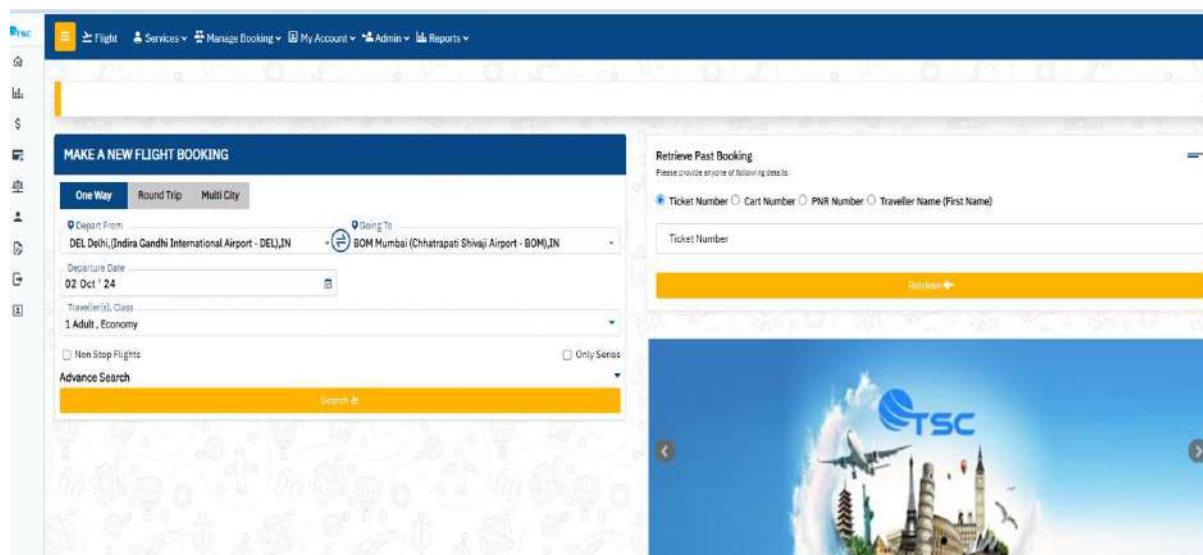 TSC
Flight Services Manage Booking My Account Admin Reports
MAKE A NEW FLIGHT BOOKING
One Way Round Trip Multi City
Depart From Going To
DEL Delhi,(Indira Gandhi International Airport - DEL),IN BOM Mumbai (Chhatrapati Shivaji Airport - BOM),IN
Departure Date
02 Oct ' 24
Traveller(s), Class
1 Adult , Economy
Non Stop Flights Only Series
Advance Search
Search
Retrieve Past Booking
Please provide anyone of following details.
Ticket Number Cart Number PNR Number Traveller Name (First Name)
Ticket Number
Retrieve
TSC